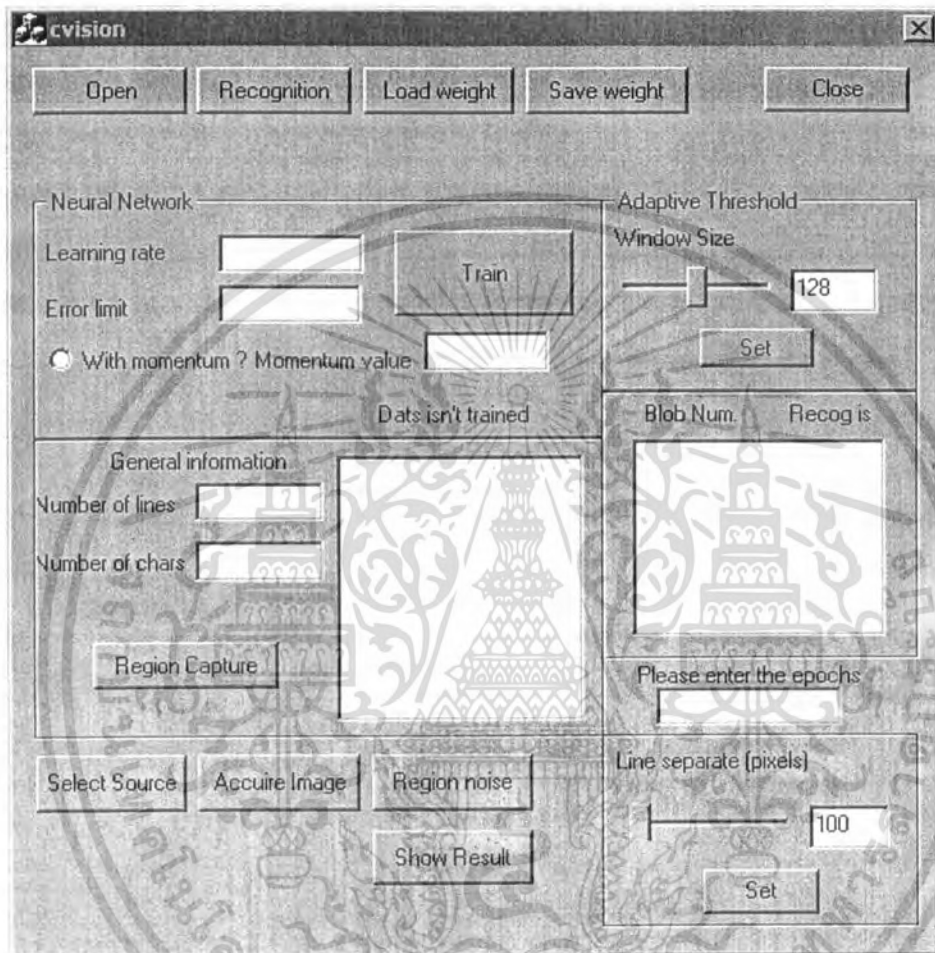 cvision
Open Recognition Load weight Save weight Close
Neural Network
Learning rate
Train
Error limit
With momentum ? Momentum value
Dats isn't trained
Adaptive Threshold
Window Size
128
Set
Blob Num. Recog is
General information
Number of lines
Number of chars
Region Capture
Please enter the epochs
Select Source Accuire Image Region noise
Show Result
Line separate (pixels)
100
Set